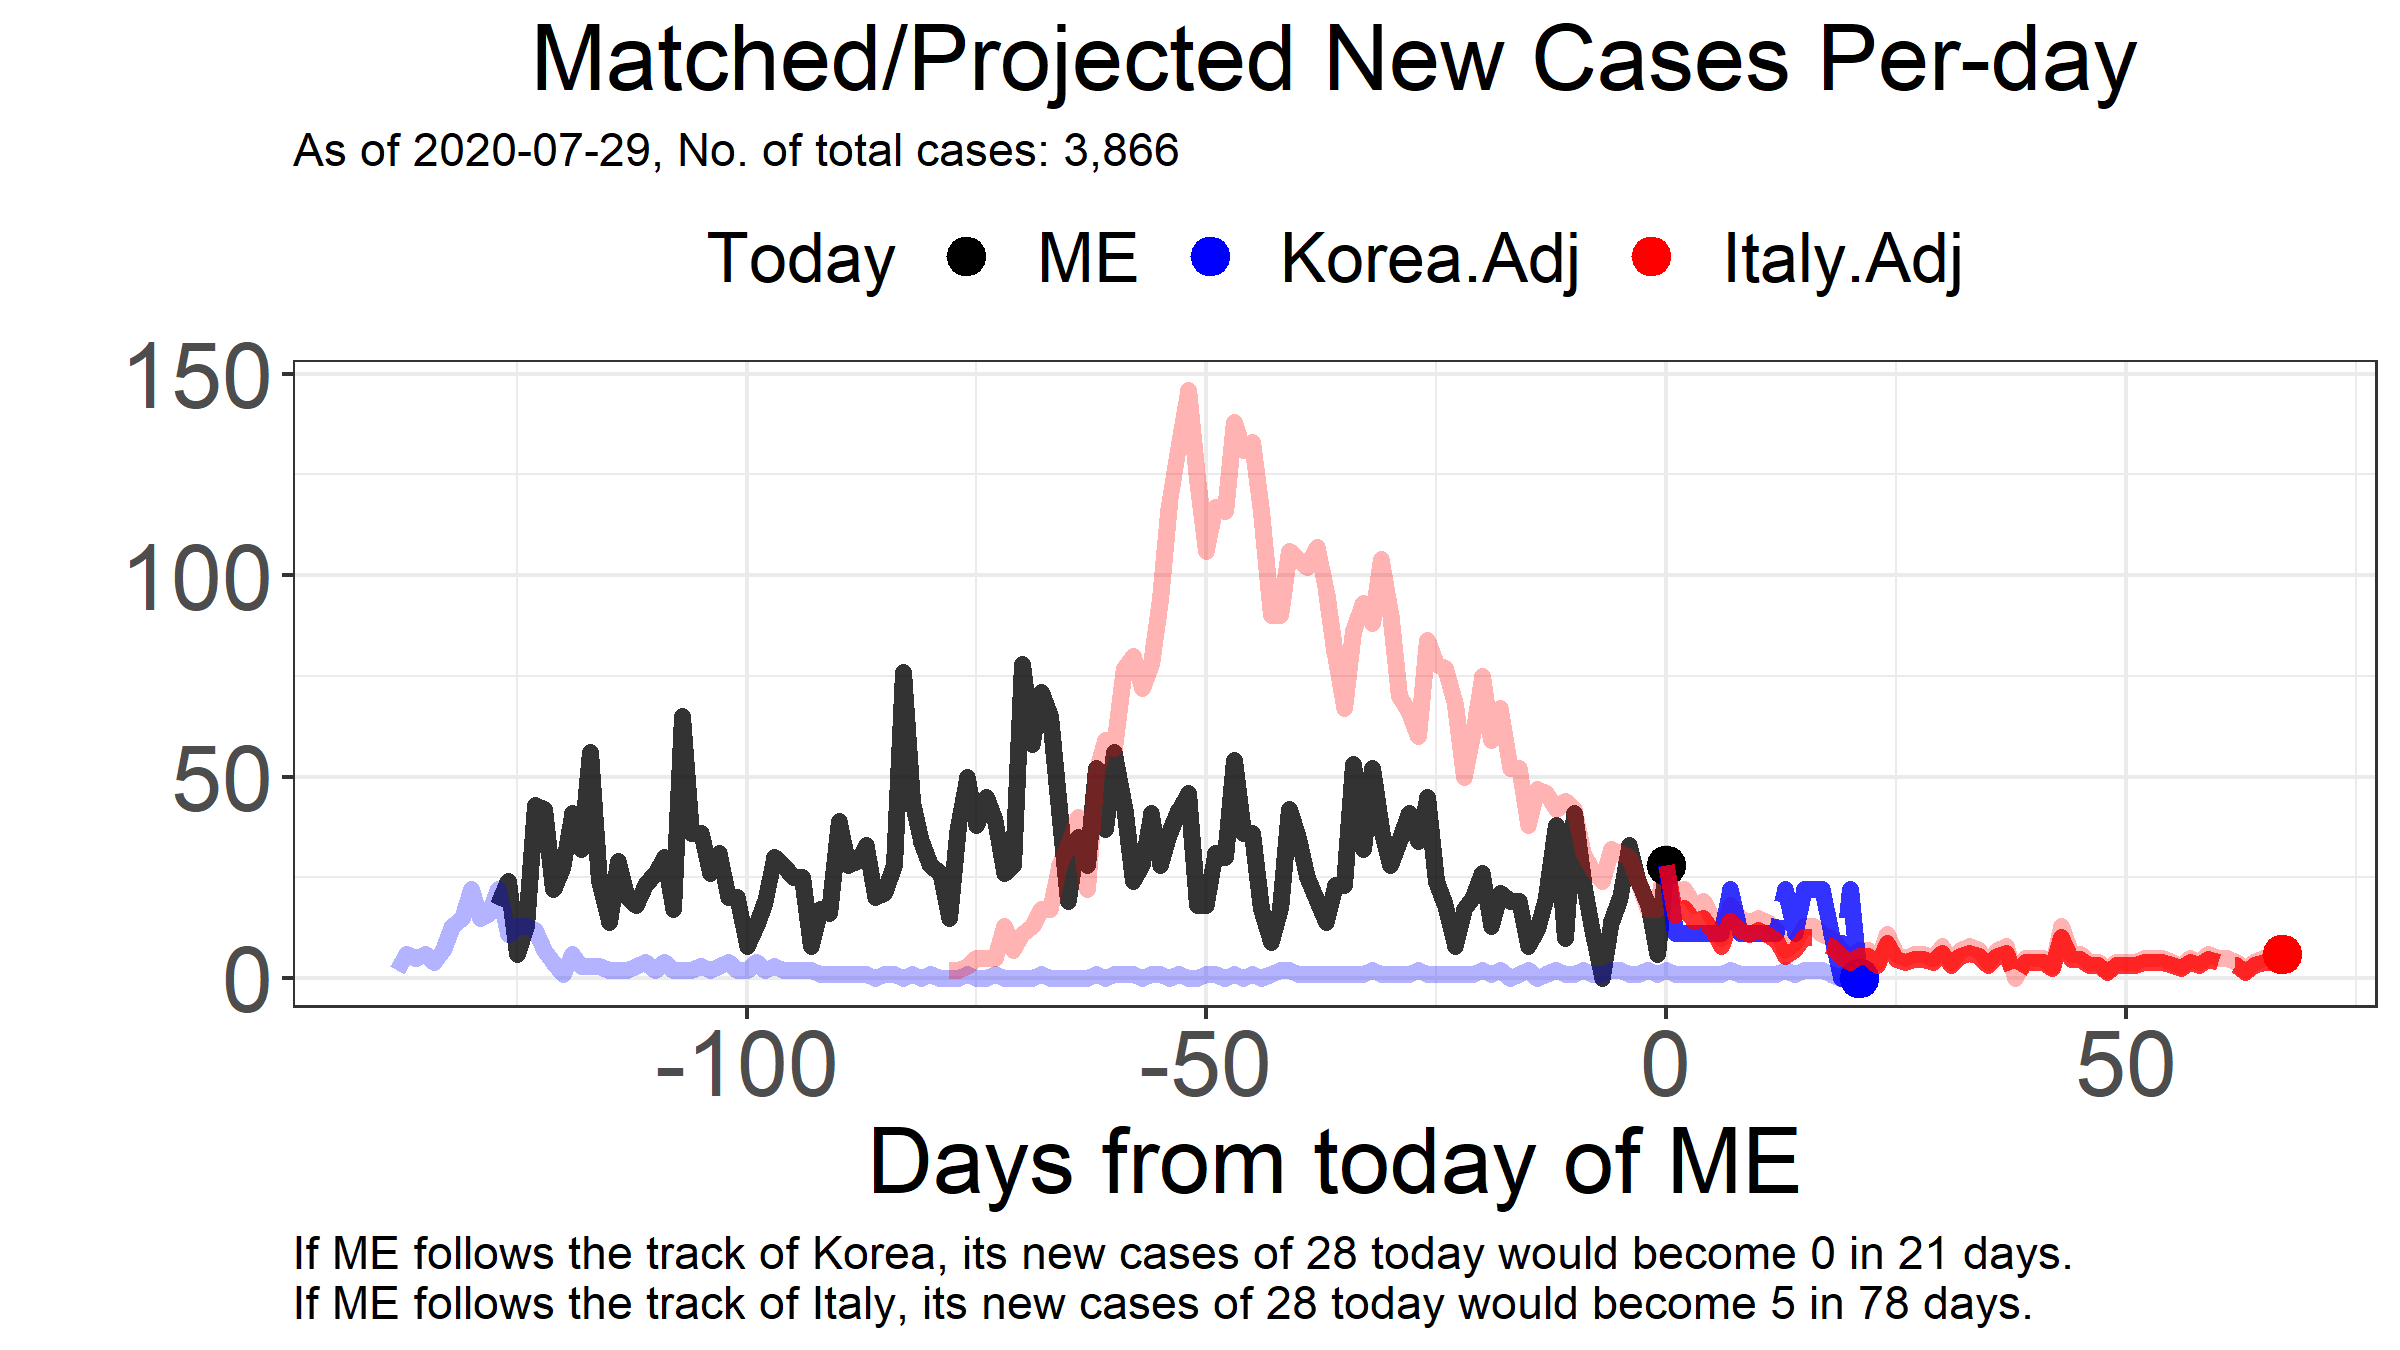 Matched/Projected New Cases Per-day
As of 2020-07-29, No. of total cases: 3,866
Today ME Korea.Adj Italy.Adj
150
100
50
0
-100 -50 0 50
Days from today of ME
If ME follows the track of Korea, its new cases of 28 today would become 0 in 21 days.
If ME follows the track of Italy, its new cases of 28 today would become 5 in 78 days.